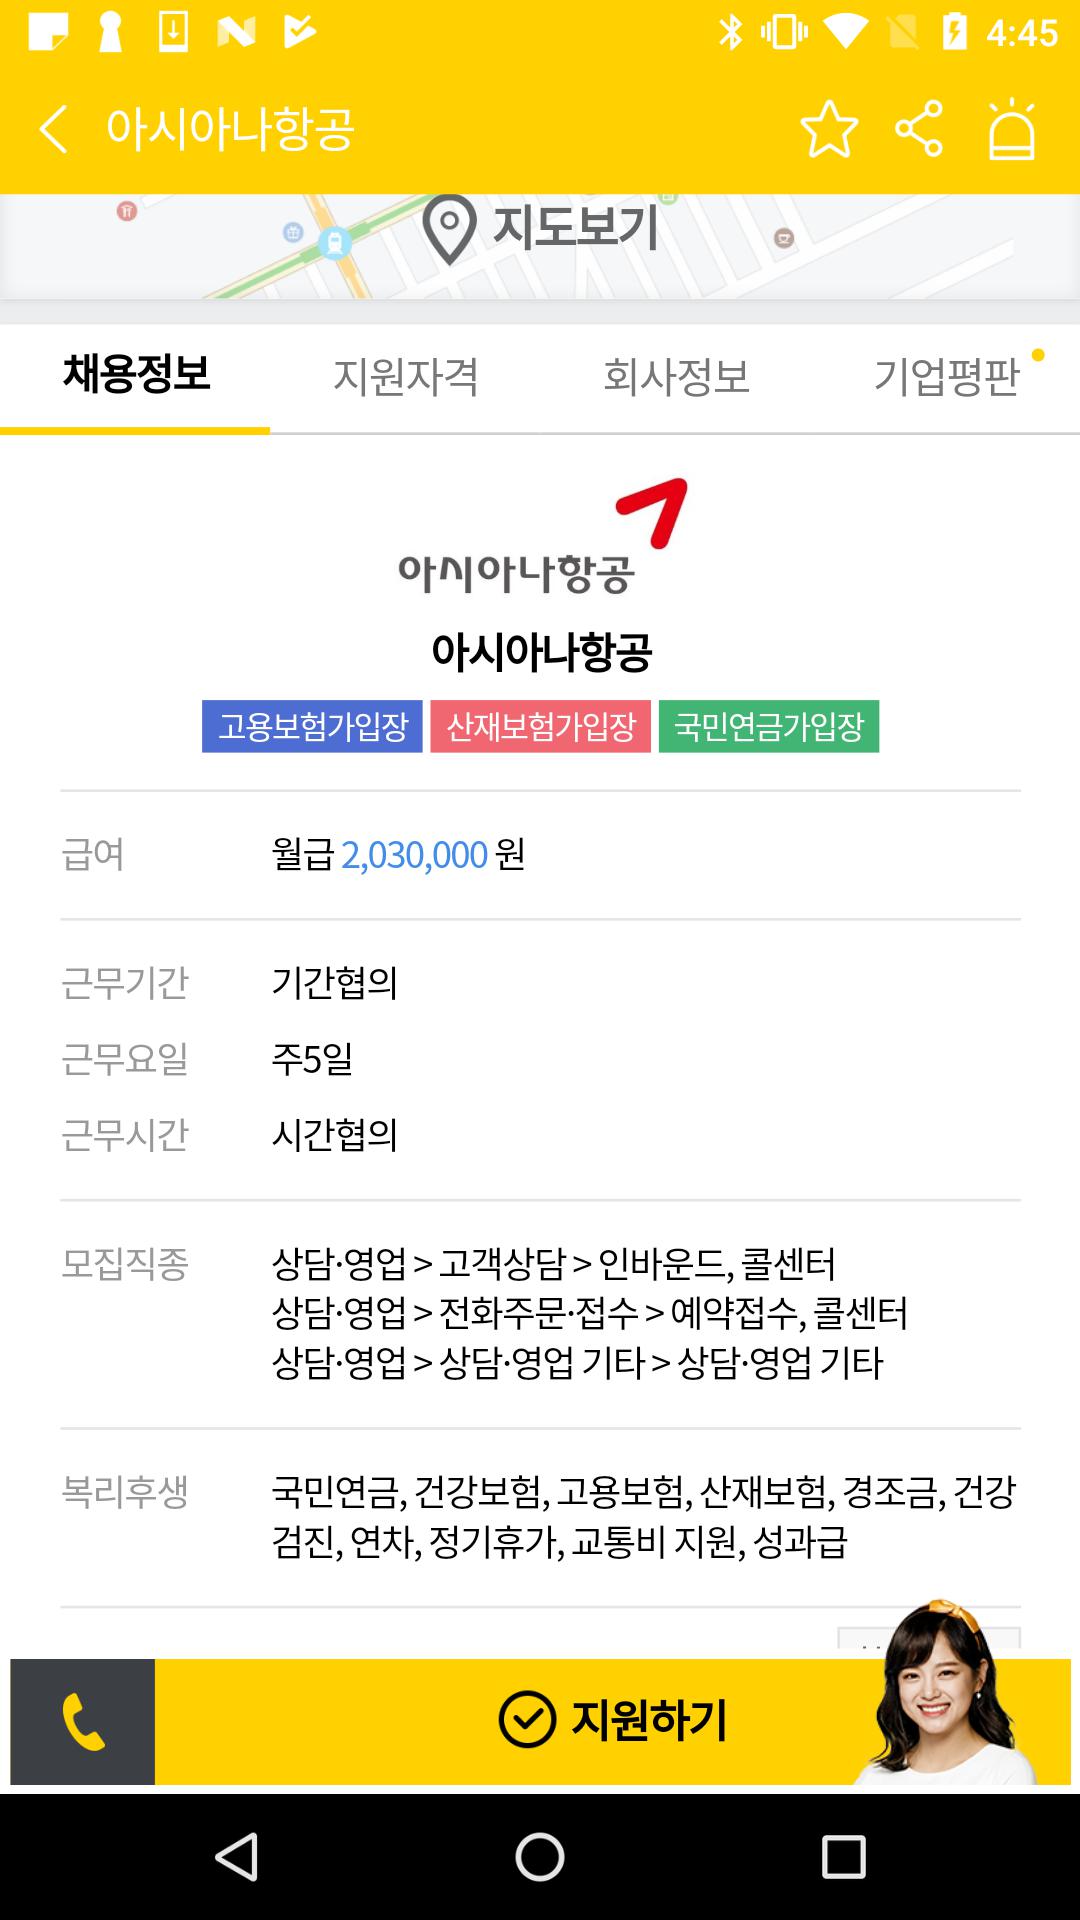 4:45
아시아나항공
지도보기
채용정보 지원자격 회사정보 기업평판
아시아나항공
아시아나항공
고용보험가입장 산재보험가입장 국민연금가입장
급여 월급 2,030,000 원
근무기간 기간협의
근무요일 주5일
근무시간 시간협의
모집직종 상담·영업 > 고객상담 > 인바운드, 콜센터
상담·영업 > 전화주문·접수 > 예약접수, 콜센터
상담·영업 > 상담·영업 기타 > 상담·영업 기타
복리후생 국민연금, 건강보험, 고용보험, 산재보험, 경조금, 건강
검진, 연차, 정기휴가, 교통비 지원, 성과급
지원하기